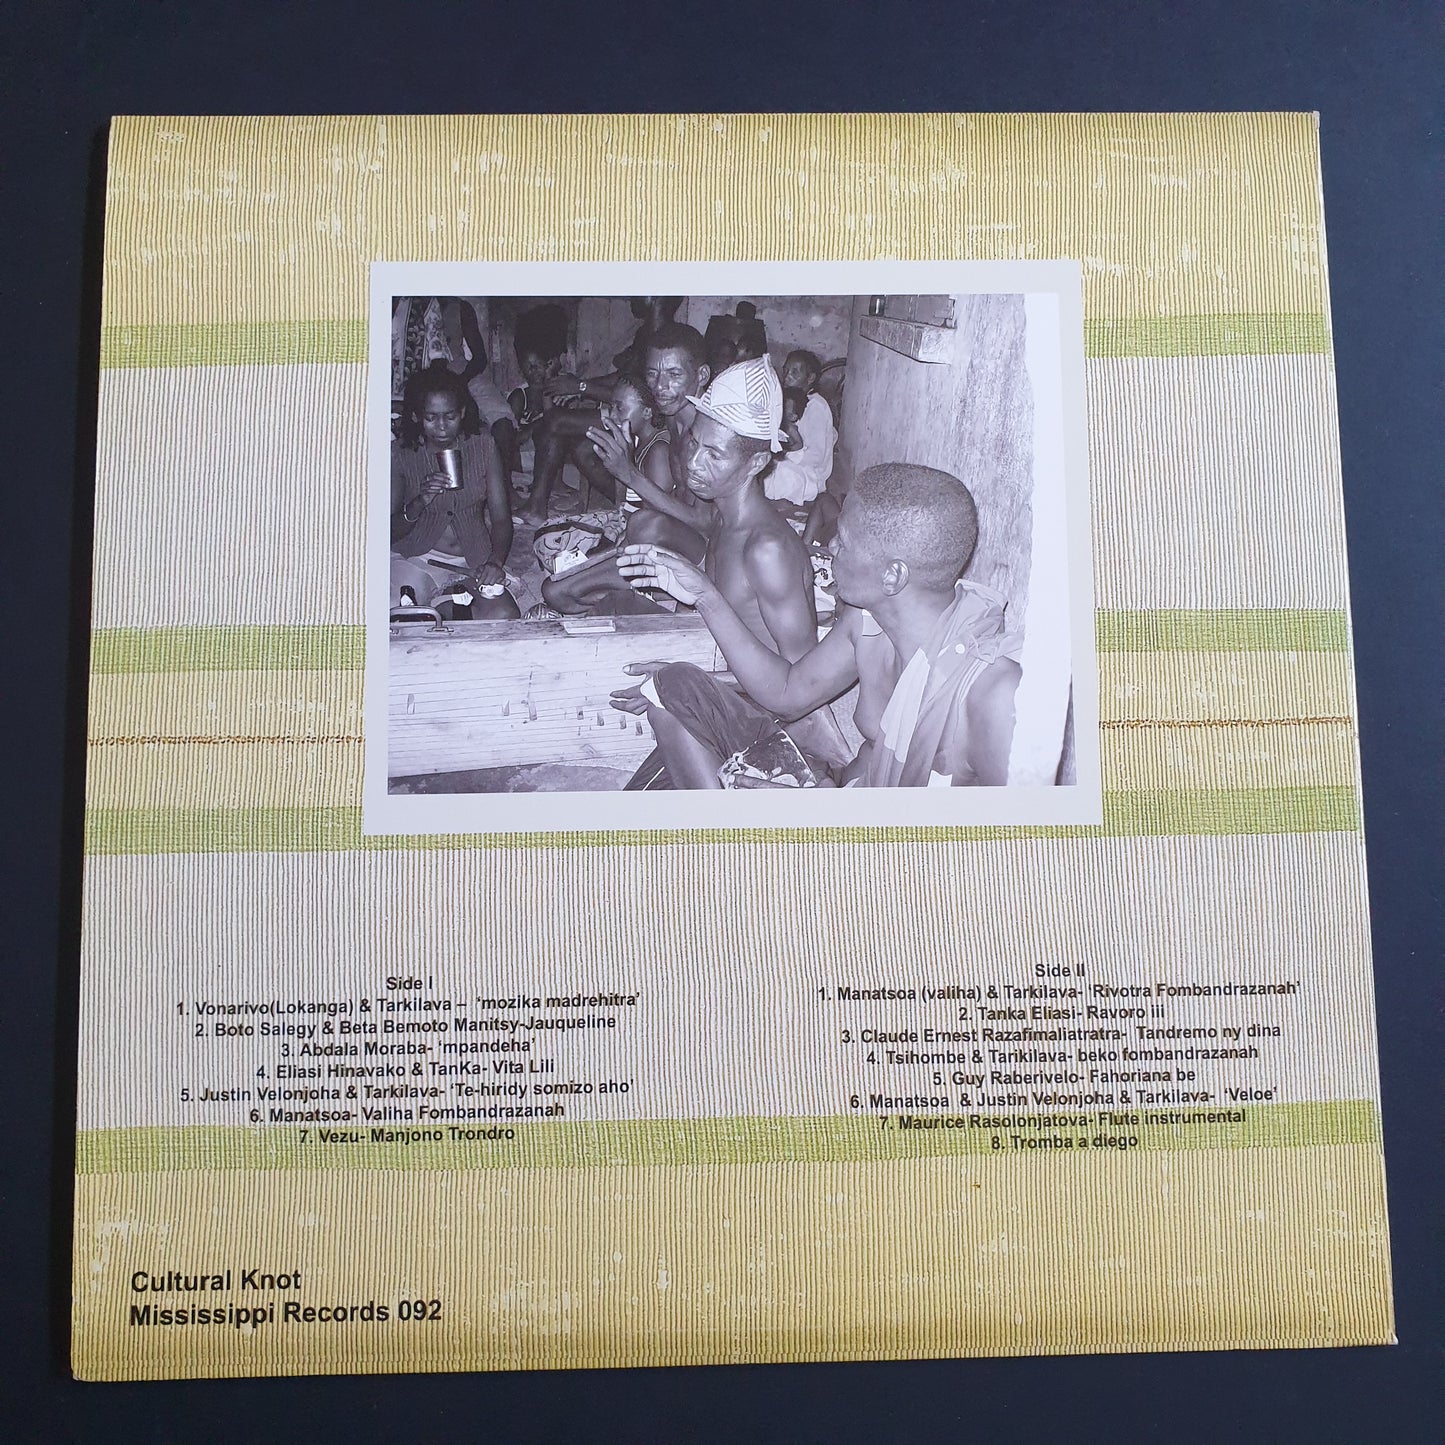 Side I
1. Vonarivo(Lokanga) & Tarkilava – ‘mozika madrehitra’
2. Boto Salegy & Beta Bemoto Manitsy-Jauqueline
3. Abdala Moraba- ‘mpandeha’
4. Eliasi Hinavako & TanKa- Vita Lili
5. Justin Velonjoha & Tarkilava- ‘Te-hiridy somizo aho’
6. Manatsoa- Valiha Fombandrazanah
7. Vezu- Manjono Trondro
Side II
1. Manatsoa (valiha) & Tarkilava- ‘Rivotra Fombandrazanah’
2. Tanka Eliasi- Ravoro iii
3. Claude Ernest Razafimaliatratra- Tandremo ny dina
4. Tsihombe & Tarikilava- beko fombandrazanah
5. Guy Raberivelo- Fahoriana be
6. Manatsoa & Justin Velonjoha & Tarkilava- ‘Veloe’
7. Maurice Rasolonjatova- Flute instrumental
8. Tromba a diego
Cultural Knot
Mississippi Records 092